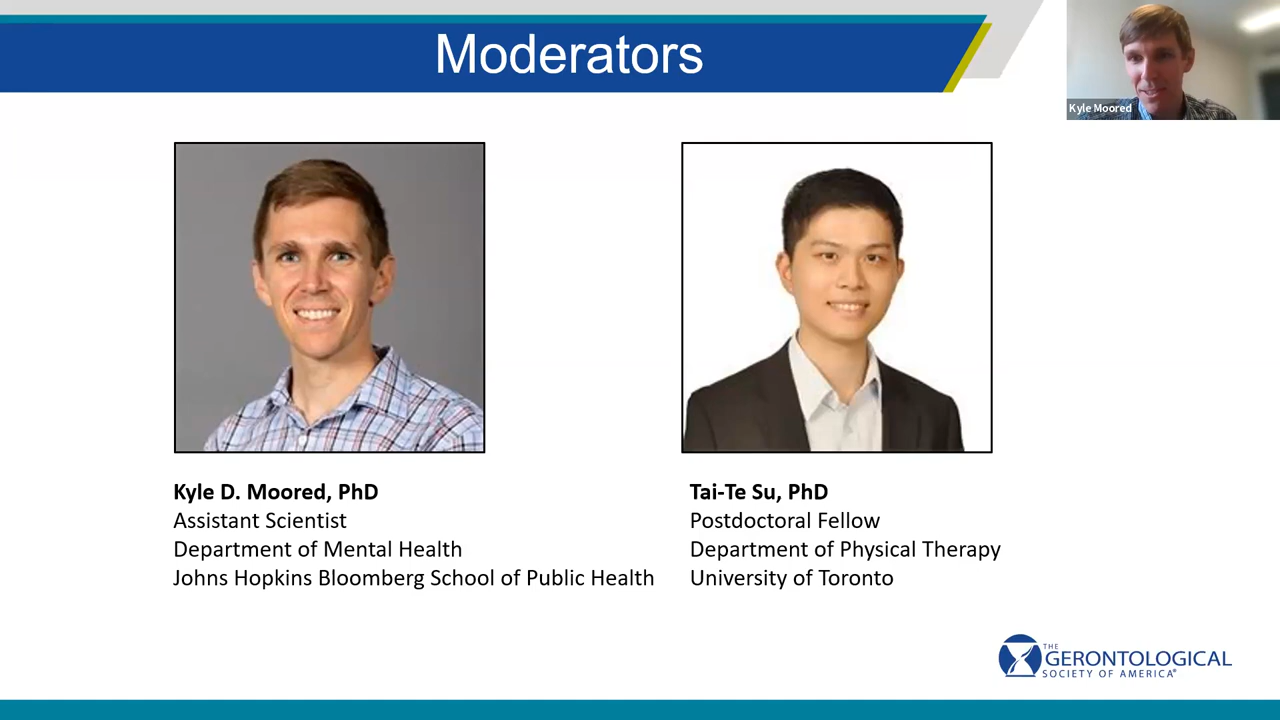 Moderators
Kyle Moored
Kyle D. Moored, PhD
Assistant Scientist
Department of Mental Health
Johns Hopkins Bloomberg School of Public Health
Tai-Te Su, PhD
Postdoctoral Fellow
Department of Physical Therapy
University of Toronto
THE
GERONTOLOGICAL
SOCIETY OF AMERICA®